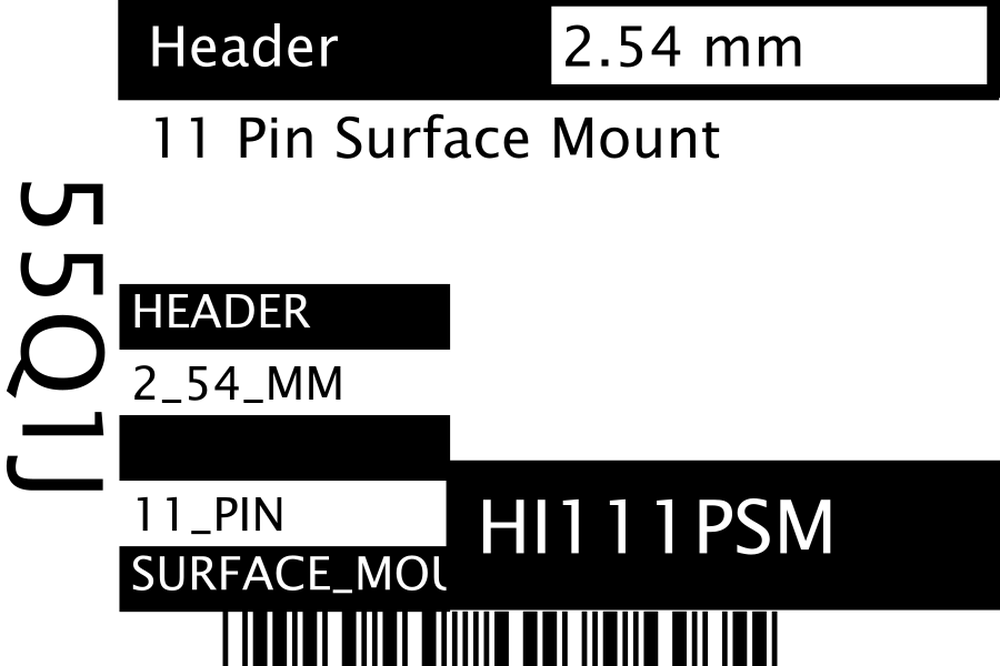 Header
2.54 mm
11 Pin Surface Mount
55Q1J
HEADER
2_54_MM
11_PIN
SURFACE_MOU
HI111PSM